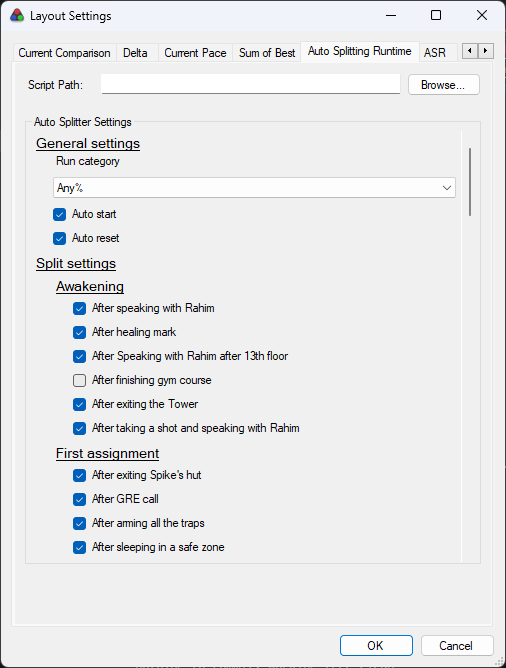 Layout Settings
Current Comparison Delta Current Pace Sum of Best Auto Splitting Runtime ASR
Script Path: Browse...
Auto Splitter Settings
General settings
Run category
Any%
Auto start
Auto reset
Split settings
Awakening
After speaking with Rahim
After healing mark
After Speaking with Rahim after 13th floor
After finishing gym course
After exiting the Tower
After taking a shot and speaking with Rahim
First assignment
After exiting Spike's hut
After GRE call
After arming all the traps
After sleeping in a safe zone
OK Cancel